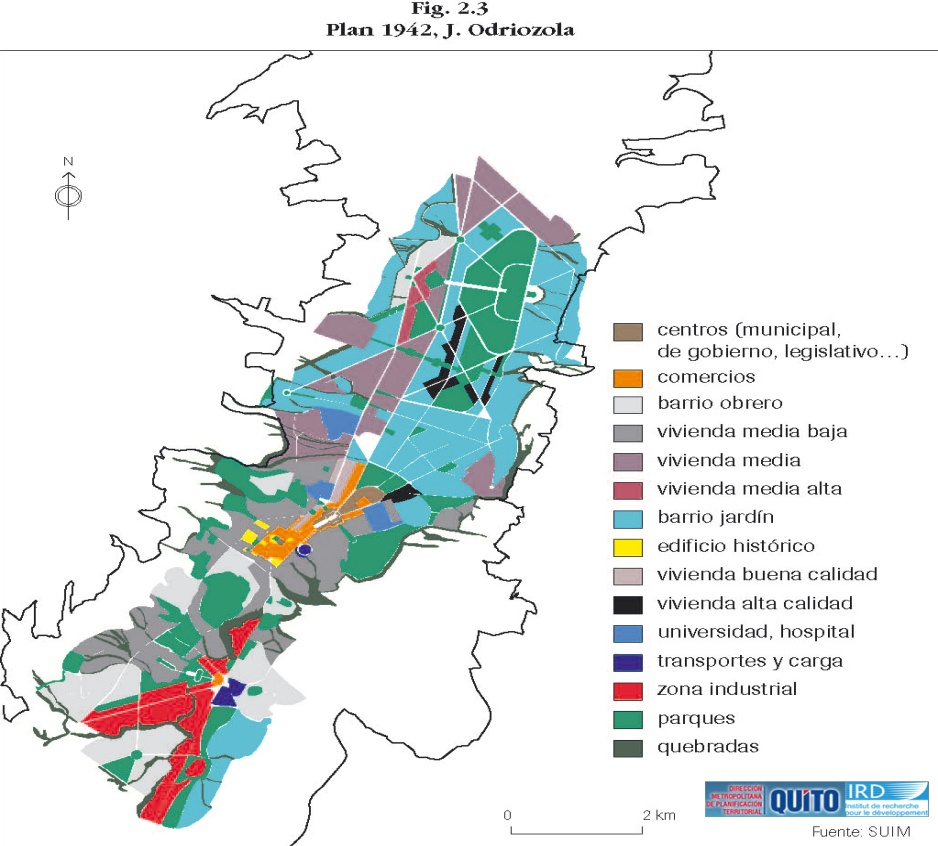 Fig. 2.3
Plan 1942, J. Odriozola
N
centros (municipal,
de gobierno, legislativo...)
comercios
barrio obrero
vivienda media baja
vivienda media
vivienda media alta
barrio jardín
edificio histórico
vivienda buena calidad
vivienda alta calidad
universidad, hospital
transportes y carga
zona industrial
parques
quebradas
DIRECCIÓN
METROPOLITANA
DE PLANIFICACIÓN
TERRITORIAL
QUITO
IRD
Institut de recherche
pour le développement
0 2 km
Fuente: SUIM